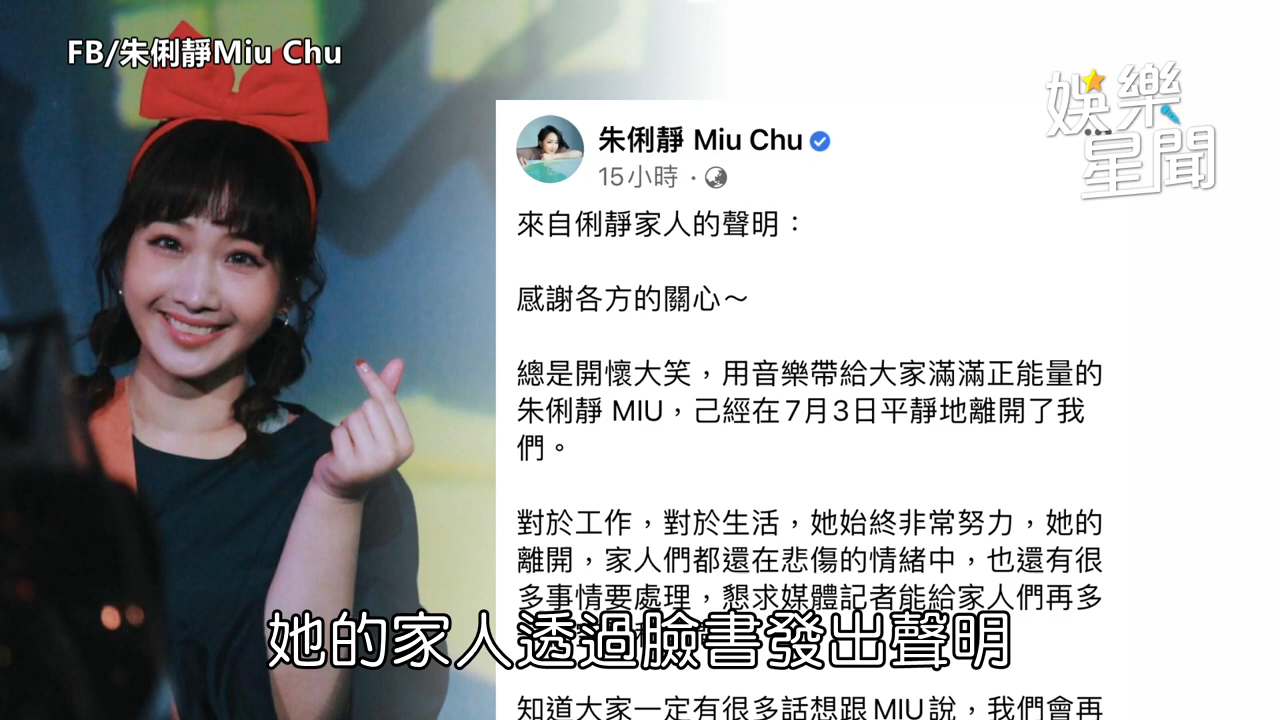 FB/朱俐靜Miu Chu
娛樂
星聞
朱俐靜 Miu Chu
15小時 ·
來自俐靜家人的聲明：
感謝各方的關心～
總是開懷大笑，用音樂帶給大家滿滿正能量的
朱俐靜 MIU，己經在7月3日平靜地離開了我
們。
對於工作，對於生活，她始終非常努力，她的
離開，家人們都還在悲傷的情緒中，也還有很
多事情要處理，懇求媒體記者能給家人們再多
她的家人透過臉書發出聲明
知道大家一定有很多話想跟MIU說，我們會再